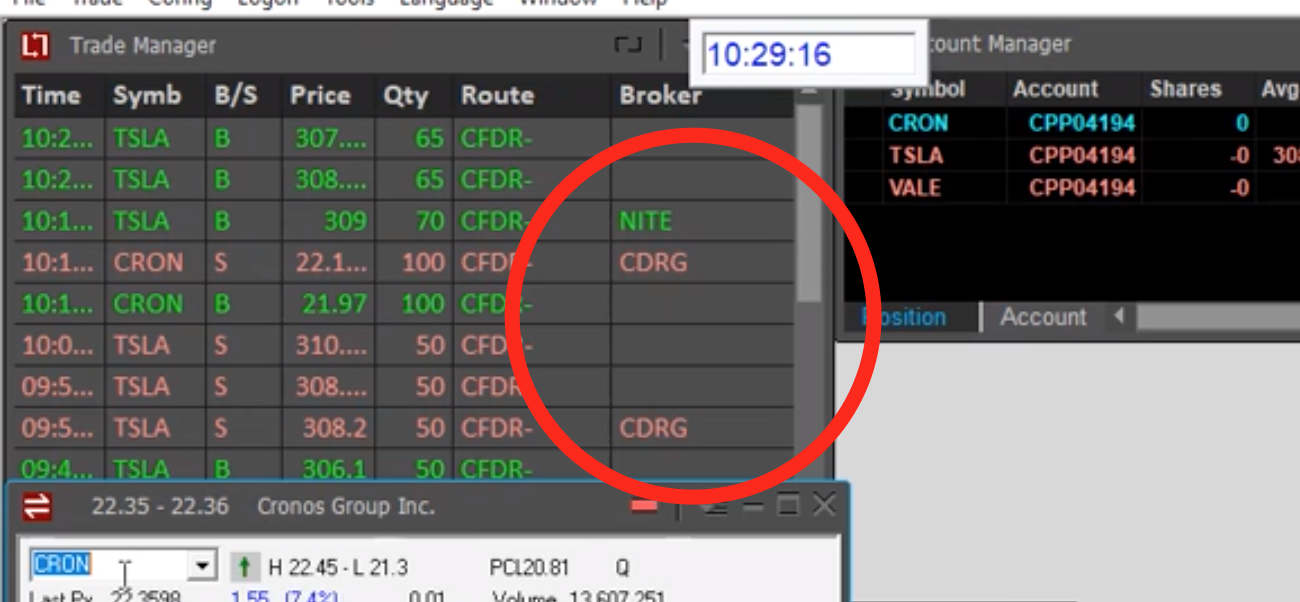 File Trade Config Logon Tools Language Window Help
Trade Manager
10:29:16
count Manager
Time Symb B/S Price Qty Route Broker
Symbol Account Shares Avg
10:2... TSLA B 307.... 65 CFDR-
CRON CPP04194 0
10:2... TSLA B 308.... 65 CFDR-
TSLA CPP04194 -0 308
10:1... TSLA B 309 70 CFDR- NITE
VALE CPP04194 -0
10:1... CRON S 22.1... 100 CFDR- CDRG
10:1... CRON B 21.97 100 CFDR-
Position Account
10:0... TSLA S 310.... 50 CFDR-
09:5... TSLA S 308.... 50 CFDR-
09:5... TSLA S 308.2 50 CFDR- CDRG
09:4... TSLA B 306.1 50 CFDR-
22.35 - 22.36 Cronos Group Inc.
CRON H 22.45 - L 21.3 PCL20.81 Q
Last Px 22.3598 1.55 (7.4%) 0.01 Volume 13,607,251